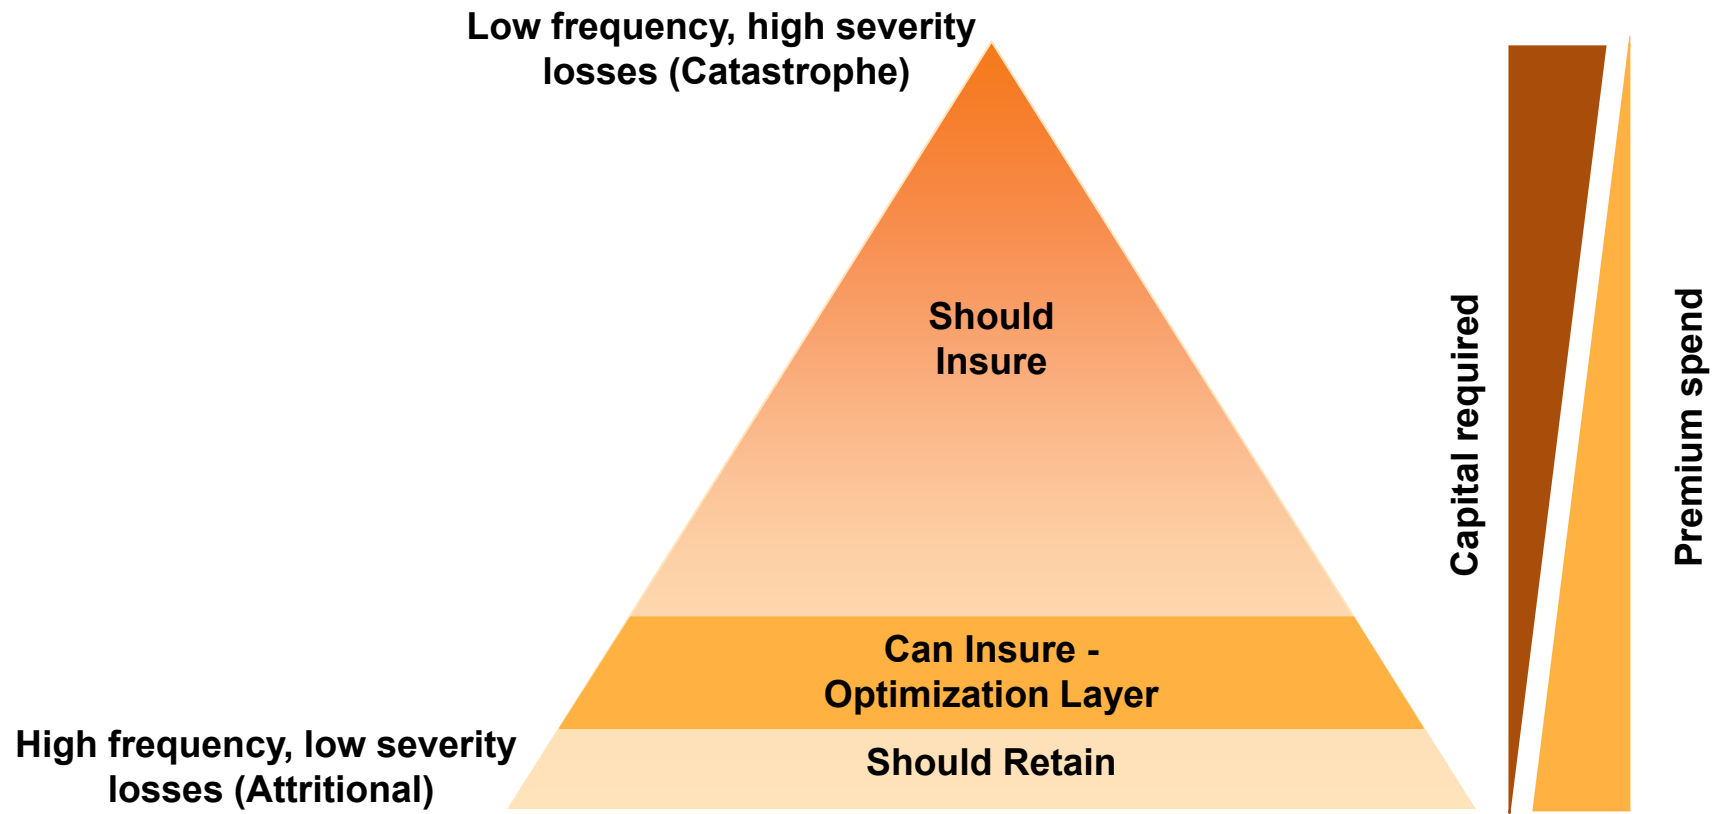 Low frequency, high severity
losses (Catastrophe)
Should
Insure
Can Insure -
Optimization Layer
High frequency, low severity
losses (Attritional)
Should Retain
Capital required
Premium spend